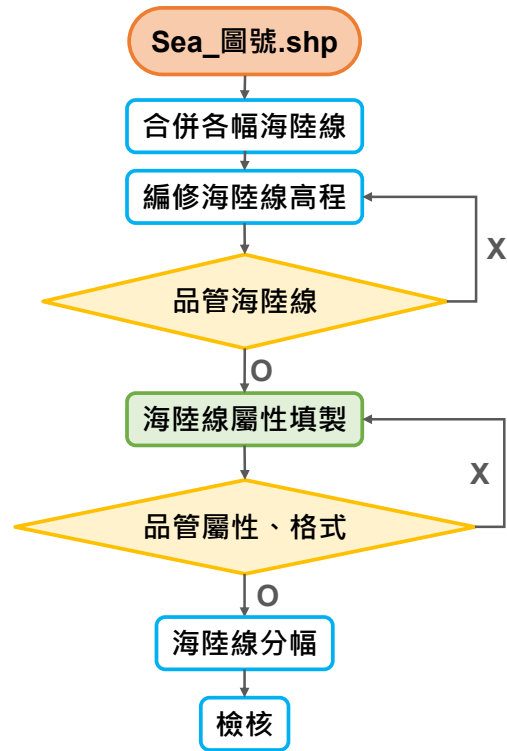 Sea_圖號.shp
合併各幅海陸線
編修海陸線高程
X
品管海陸線
O
海陸線屬性填製
X
品管屬性、格式
O
海陸線分幅
檢核